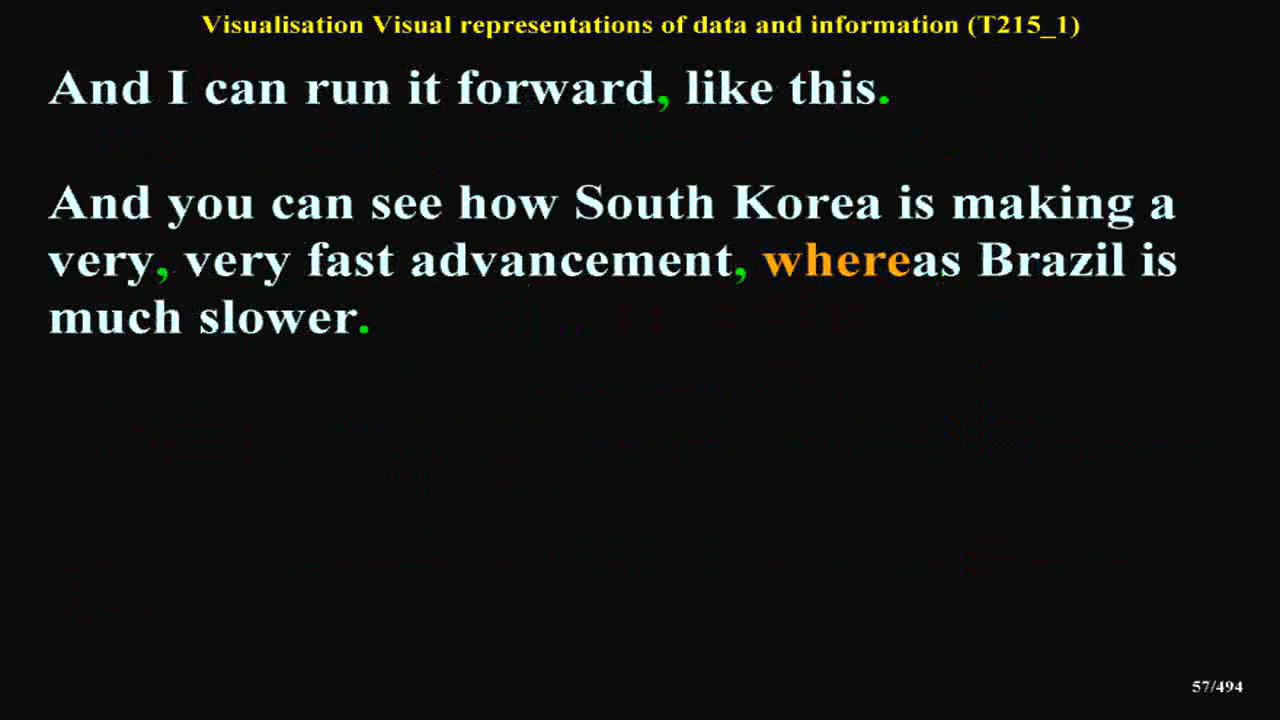 Visualisation Visual representations of data and information (T215_1)
And I can run it forward, like this.
And you can see how South Korea is making a
very, very fast advancement, whereas Brazil is
much slower.
57/494